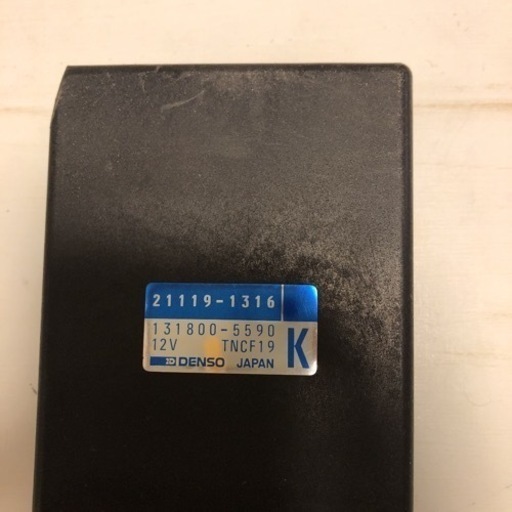 21119-1316
131800-5590
12V TNCF19 K
DENSO JAPAN